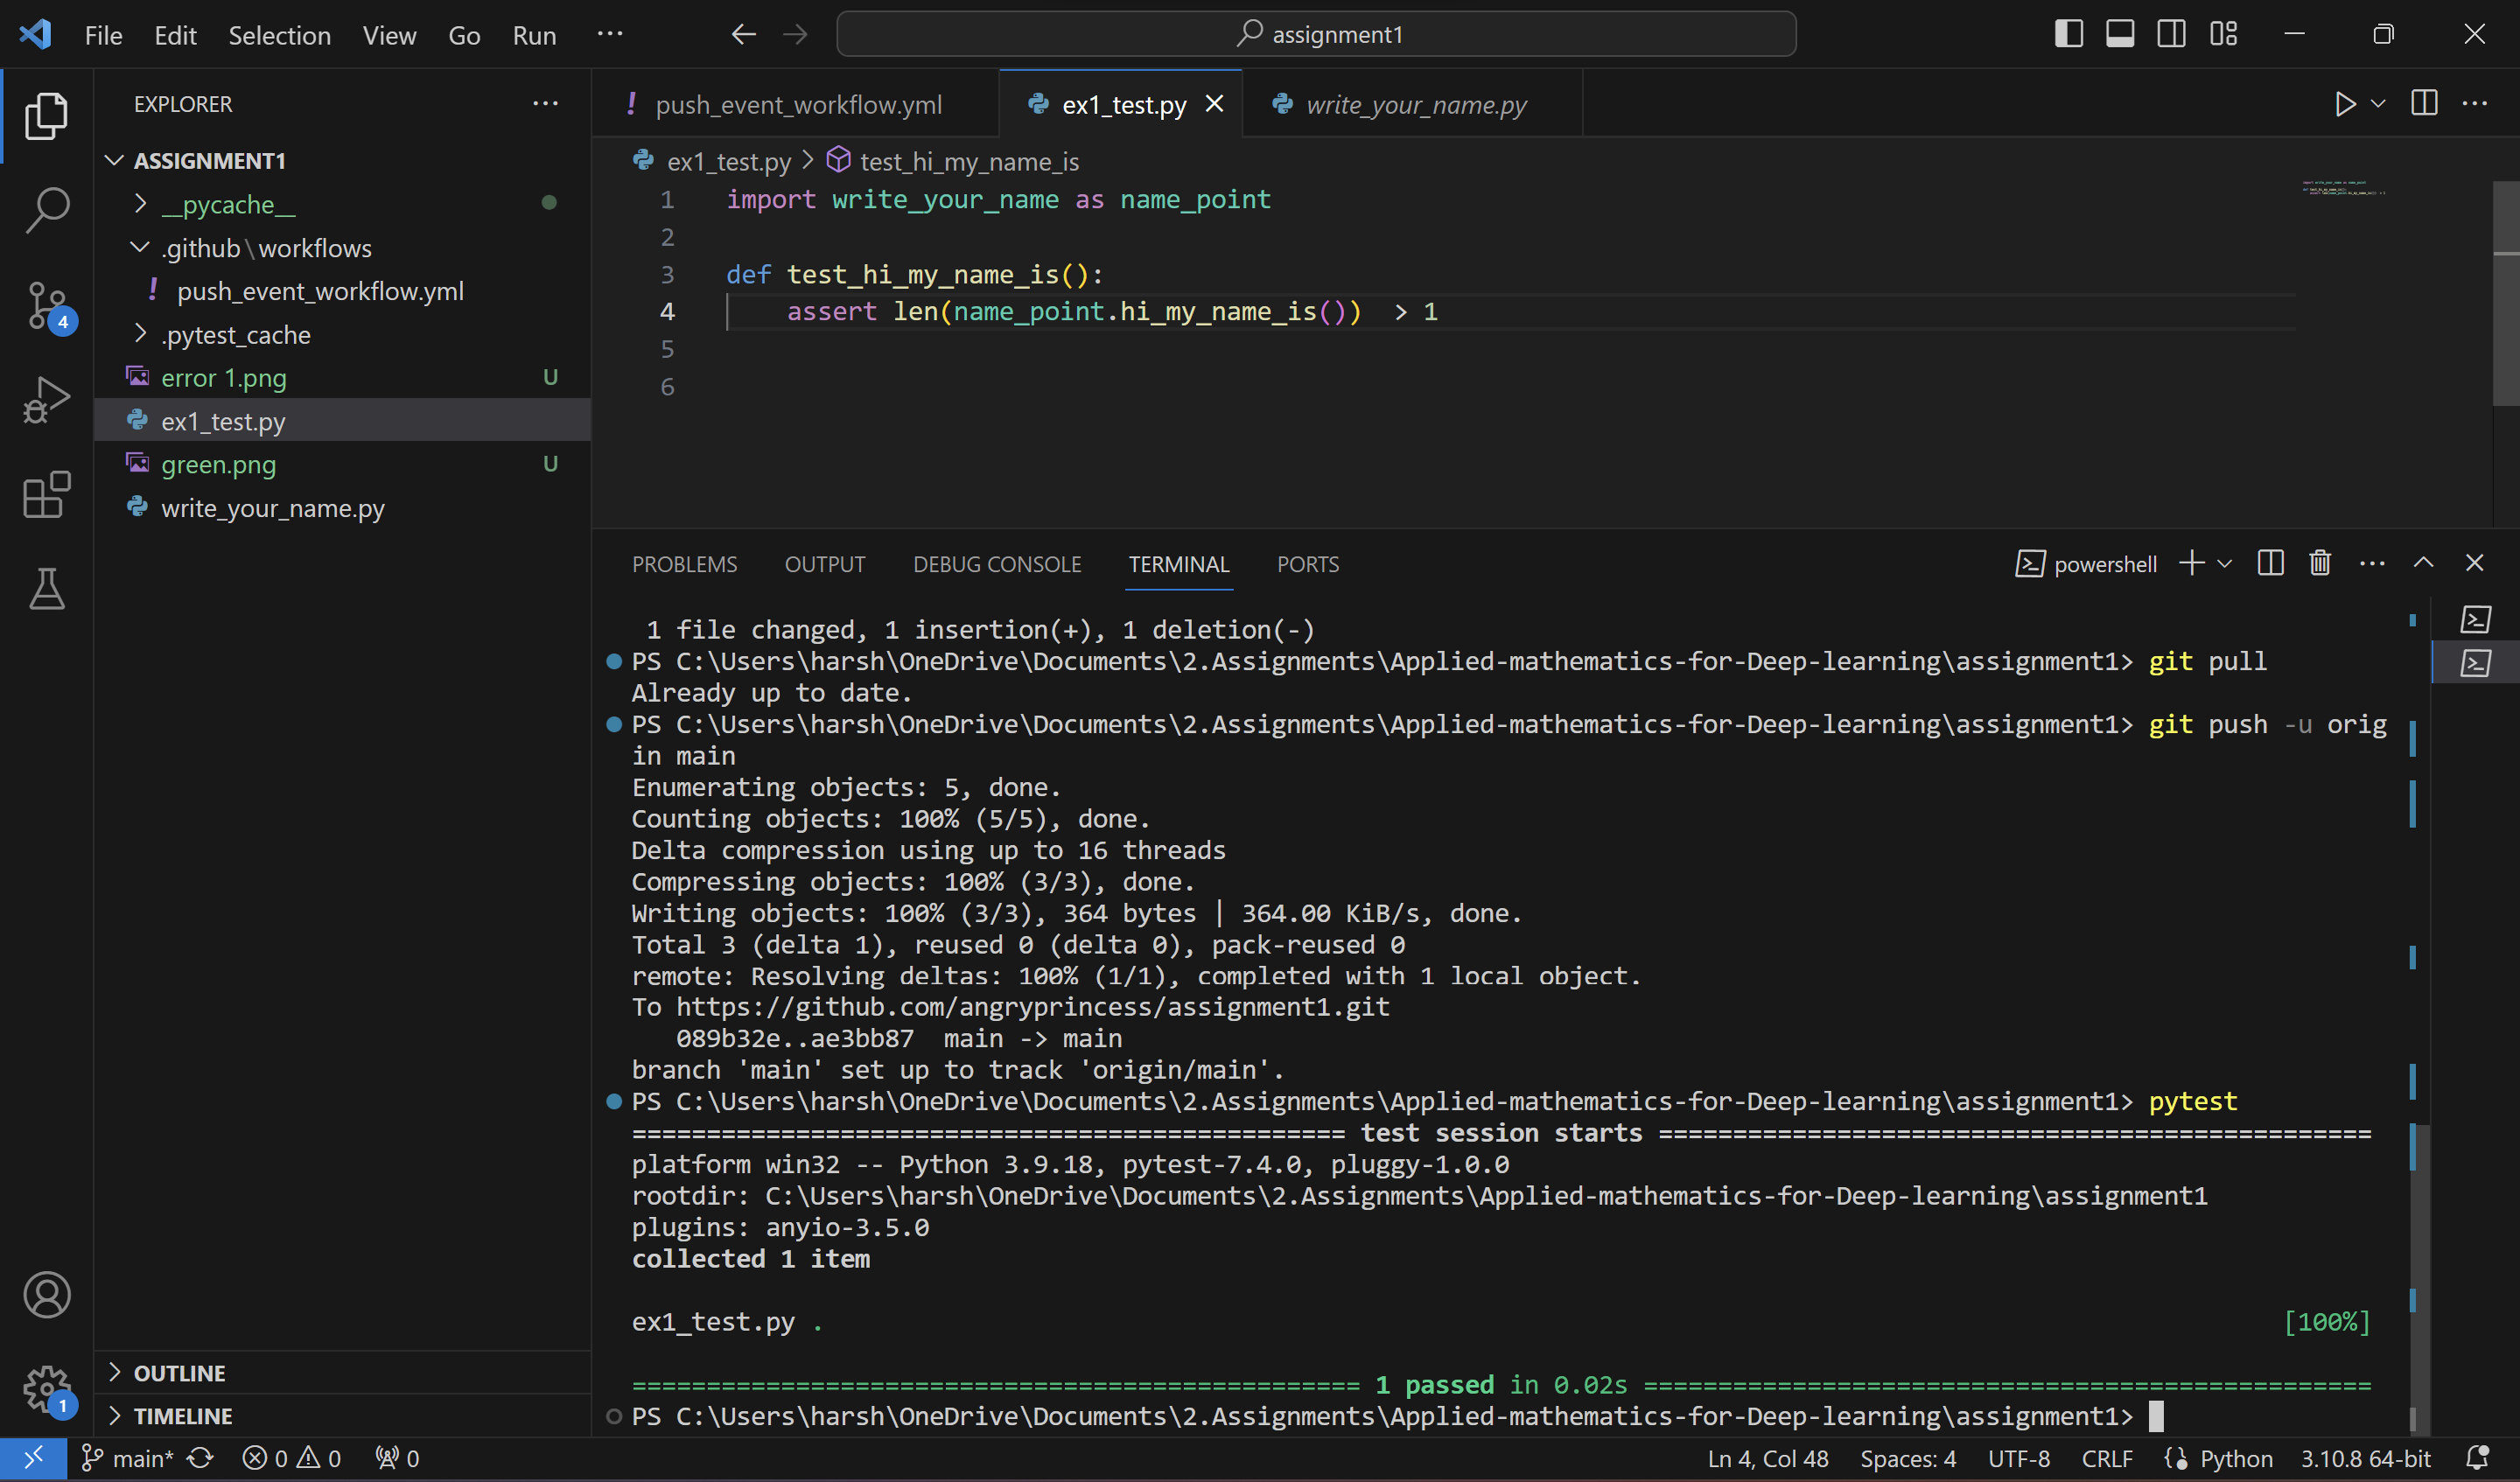 File Edit Selection View Go Run ··· assignment1
EXPLORER ···
ASSIGNMENT1
__pycache__
.github\workflows
! push_event_workflow.yml
.pytest_cache
error 1.png U
ex1_test.py
green.png U
write_your_name.py
OUTLINE
TIMELINE
4
1
! push_event_workflow.yml ex1_test.py write_your_name.py
ex1_test.py > test_hi_my_name_is
1 import write_your_name as name_point
2
3 def test_hi_my_name_is():
4 assert len(name_point.hi_my_name_is()) > 1
5
6
PROBLEMS OUTPUT DEBUG CONSOLE TERMINAL PORTS powershell
1 file changed, 1 insertion(+), 1 deletion(-)
PS C:\Users\harsh\OneDrive\Documents\2.Assignments\Applied-mathematics-for-Deep-learning\assignment1> git pull
Already up to date.
PS C:\Users\harsh\OneDrive\Documents\2.Assignments\Applied-mathematics-for-Deep-learning\assignment1> git push -u orig
in main
Enumerating objects: 5, done.
Counting objects: 100% (5/5), done.
Delta compression using up to 16 threads
Compressing objects: 100% (3/3), done.
Writing objects: 100% (3/3), 364 bytes | 364.00 KiB/s, done.
Total 3 (delta 1), reused 0 (delta 0), pack-reused 0
remote: Resolving deltas: 100% (1/1), completed with 1 local object.
To https://github.com/angryprincess/assignment1.git
089b32e..ae3bb87 main -> main
branch 'main' set up to track 'origin/main'.
PS C:\Users\harsh\OneDrive\Documents\2.Assignments\Applied-mathematics-for-Deep-learning\assignment1> pytest
================================================ test session starts ================================================
platform win32 -- Python 3.9.18, pytest-7.4.0, pluggy-1.0.0
rootdir: C:\Users\harsh\OneDrive\Documents\2.Assignments\Applied-mathematics-for-Deep-learning\assignment1
plugins: anyio-3.5.0
collected 1 item
ex1_test.py . [100%]
================================================= 1 passed in 0.02s =================================================
PS C:\Users\harsh\OneDrive\Documents\2.Assignments\Applied-mathematics-for-Deep-learning\assignment1>
main* 0 0 0 Ln 4, Col 48 Spaces: 4 UTF-8 CRLF Python 3.10.8 64-bit